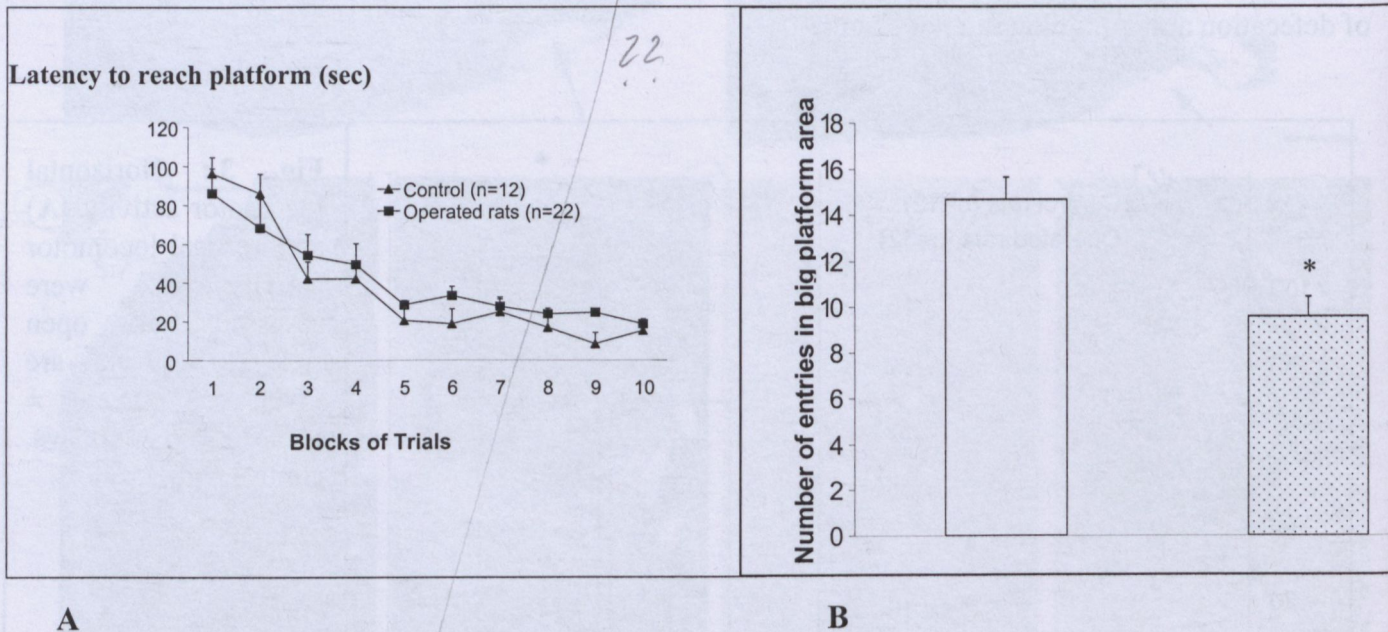 of detection
22
Latency to reach platform (sec)
120
100
80
60
40
20
0
Control (n=12)
Operated rats (n=22)
1 2 3 4 5 6 7 8 9 10
Blocks of Trials
A
Number of entries in big platform area
18
16
14
12
10
8
6
4
2
0
*
B